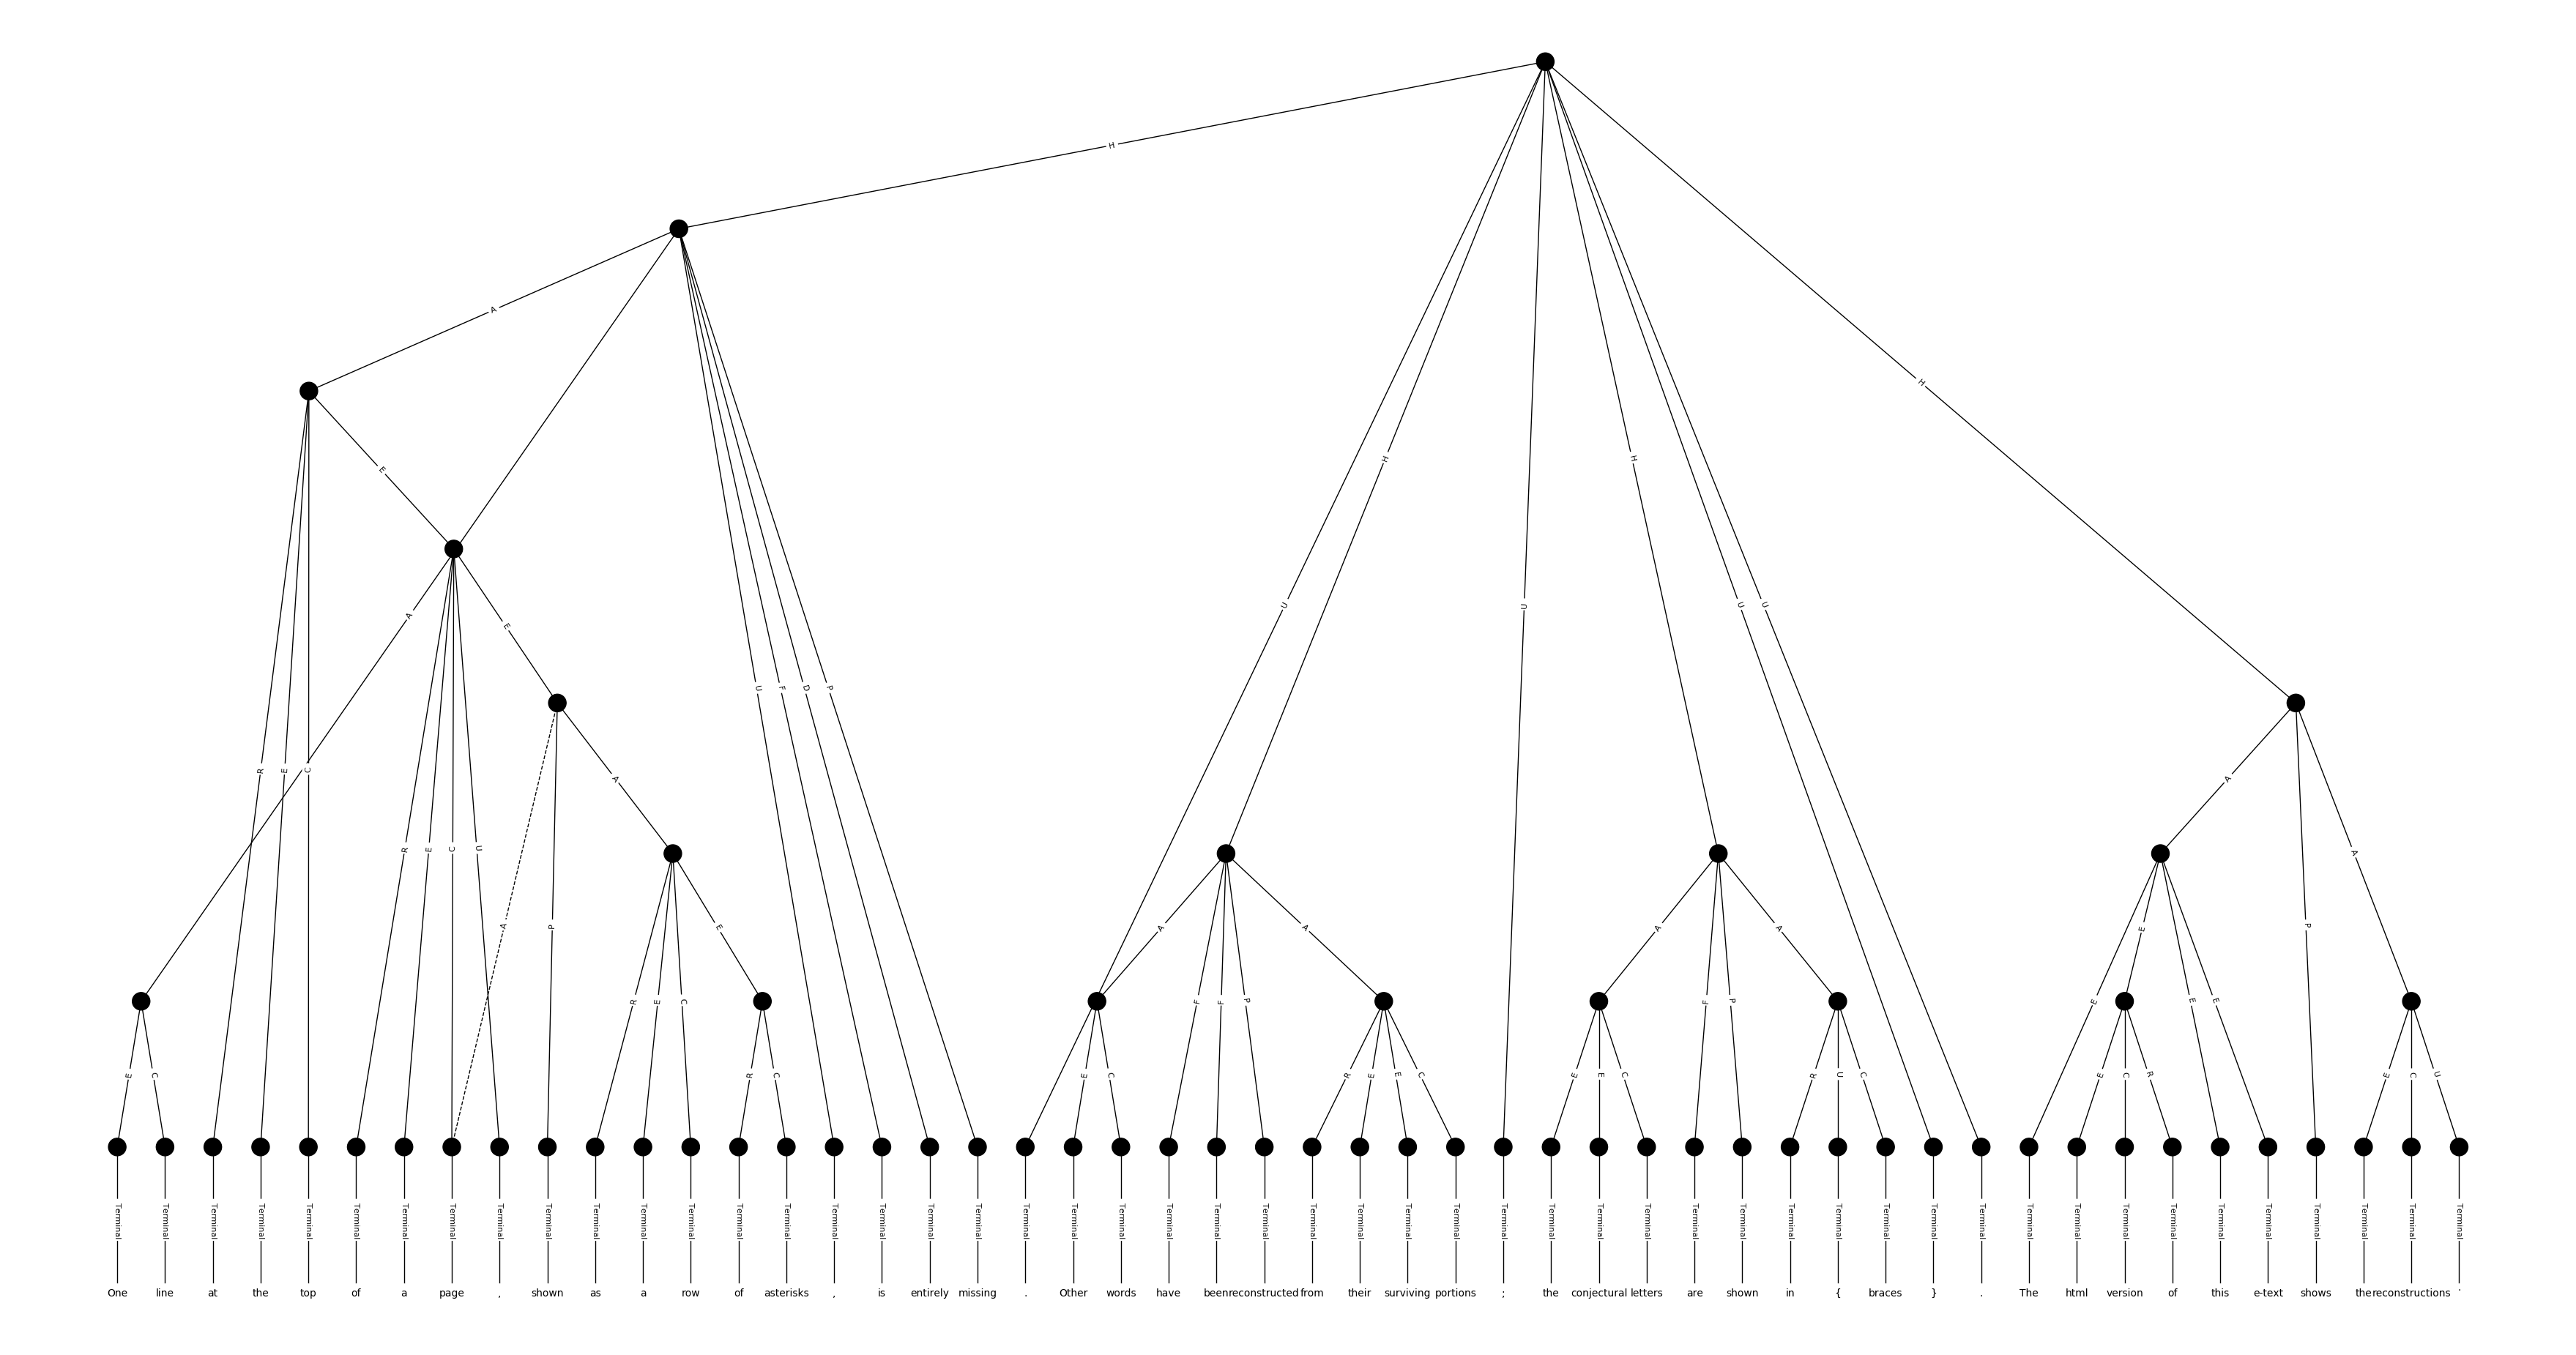 H
A
E
A
E
H
H
H
U
U
U
U
R
E
C
R
E
C
U
A
P
A
U
F
D
P
A
A
A
A
A
P
A
E
C
R
E
C
E
R
C
E
C
F
F
P
R
E
E
C
E
E
C
F
P
R
U
C
E
E
E
E
E
C
R
E
C
U
Terminal Terminal Terminal Terminal Terminal Terminal Terminal Terminal Terminal Terminal Terminal Terminal Terminal Terminal Terminal Terminal Terminal Terminal Terminal Terminal Terminal Terminal Terminal Terminal Terminal Terminal Terminal Terminal Terminal Terminal Terminal Terminal Terminal Terminal Terminal Terminal Terminal Terminal Terminal Terminal Terminal Terminal Terminal Terminal Terminal Terminal Terminal Terminal Terminal Terminal
One line at the top of a page , shown as a row of asterisks , is entirely missing . Other words have been reconstructed from their surviving portions ; the conjectural letters are shown in { braces } . The html version of this e-text shows the reconstructions .